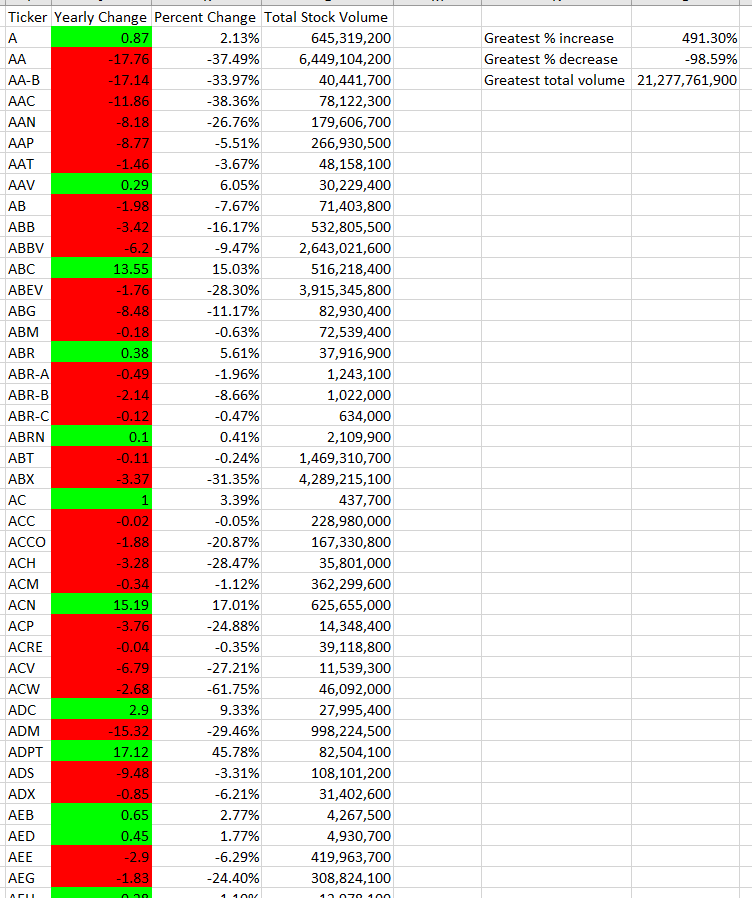 Ticker Yearly Change Percent Change Total Stock Volume
A 0.87 2.13% 645,319,200 Greatest % increase 491.30%
AA -17.76 -37.49% 6,449,104,200 Greatest % decrease -98.59%
AA-B -17.14 -33.97% 40,441,700 Greatest total volume 21,277,761,900
AAC -11.86 -38.36% 78,122,300
AAN -8.18 -26.76% 179,606,700
AAP -8.77 -5.51% 266,930,500
AAT -1.46 -3.67% 48,158,100
AAV 0.29 6.05% 30,229,400
AB -1.98 -7.67% 71,403,800
ABB -3.42 -16.17% 532,805,500
ABBV -6.2 -9.47% 2,643,021,600
ABC 13.55 15.03% 516,218,400
ABEV -1.76 -28.30% 3,915,345,800
ABG -8.48 -11.17% 82,930,400
ABM -0.18 -0.63% 72,539,400
ABR 0.38 5.61% 37,916,900
ABR-A -0.49 -1.96% 1,243,100
ABR-B -2.14 -8.66% 1,022,000
ABR-C -0.12 -0.47% 634,000
ABRN 0.1 0.41% 2,109,900
ABT -0.11 -0.24% 1,469,310,700
ABX -3.37 -31.35% 4,289,215,100
AC 1 3.39% 437,700
ACC -0.02 -0.05% 228,980,000
ACCO -1.88 -20.87% 167,330,800
ACH -3.28 -28.47% 35,801,000
ACM -0.34 -1.12% 362,299,600
ACN 15.19 17.01% 625,655,000
ACP -3.76 -24.88% 14,348,400
ACRE -0.04 -0.35% 39,118,800
ACV -6.79 -27.21% 11,539,300
ACW -2.68 -61.75% 46,092,000
ADC 2.9 9.33% 27,995,400
ADM -15.32 -29.46% 998,224,500
ADPT 17.12 45.78% 82,504,100
ADS -9.48 -3.31% 108,101,200
ADX -0.85 -6.21% 31,402,600
AEB 0.65 2.77% 4,267,500
AED 0.45 1.77% 4,930,700
AEE -2.9 -6.29% 419,963,700
AEG -1.83 -24.40% 308,824,100